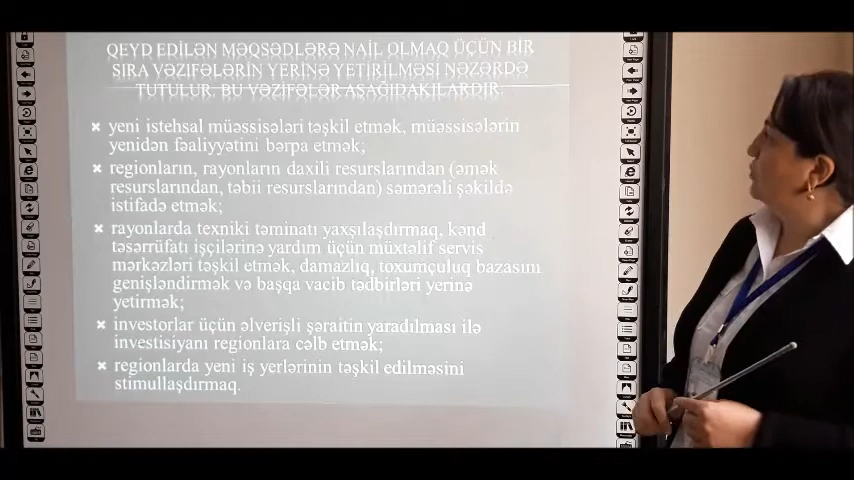 QEYD EDİLƏN MƏQSƏDLƏRƏ NAİL OLMAQ ÜÇÜN BİR
SIRA VƏZİFƏLƏRİN YERİNƏ YETİRİLMƏSİ NƏZƏRDƏ
TUTULUR. BU VƏZİFƏLƏR AŞAĞIDAKILARDIR:
yeni istehsal müəssisələri təşkil etmək, müəssisələrin
yenidən fəaliyyətini bərpa etmək;
regionların, rayonların daxili resurslarından (əmək
resurslarından, təbii resurslarından) səmərəli şəkildə
istifadə etmək;
rayonlarda texniki təminatı yaxşılaşdırmaq, kənd
təsərrüfatı işçilərinə yardım üçün müxtəlif servis
mərkəzləri təşkil etmək, damazlıq, toxumçuluq bazasını
genişləndirmək və başqa vacib tədbirləri yerinə
yetirmək;
investorlar üçün əlverişli şəraitin yaradılması ilə
investisiyanı regionlara cəlb etmək;
regionlarda yeni iş yerlərinin təşkil edilməsini
stimullaşdırmaq.